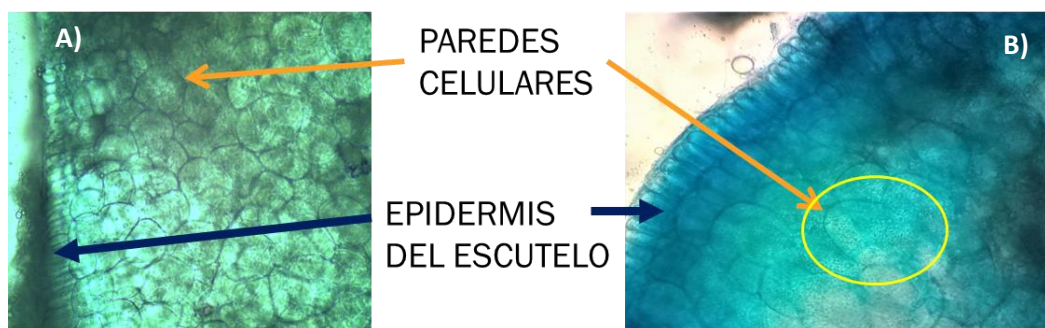 A)
PAREDES
CELULARES
B)
EPIDERMIS
DEL ESCUTELO